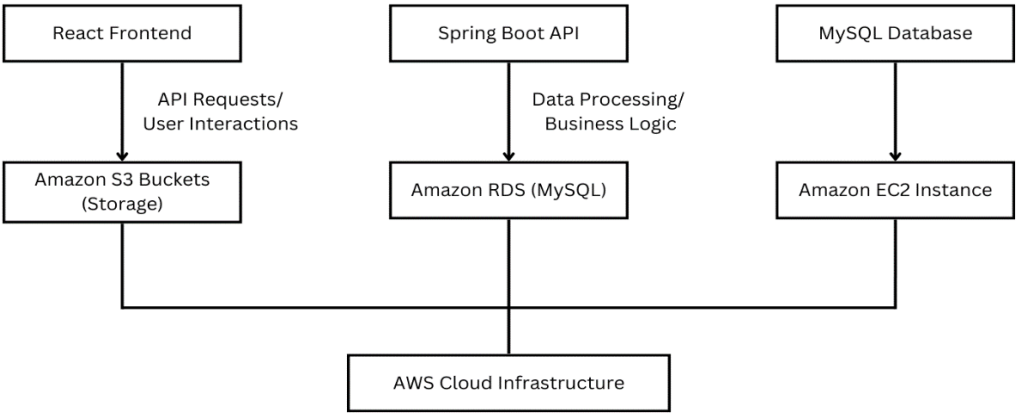 React Frontend
Spring Boot API
MySQL Database
API Requests/
User Interactions
Data Processing/
Business Logic
Amazon S3 Buckets
(Storage)
Amazon RDS (MySQL)
Amazon EC2 Instance
AWS Cloud Infrastructure